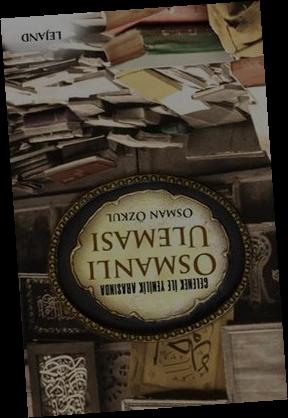 GELENEK İLE YENİLİK ARASINDA
OSMANLI
ULEMASI
OSMAN ÖZKUL
LEJAND